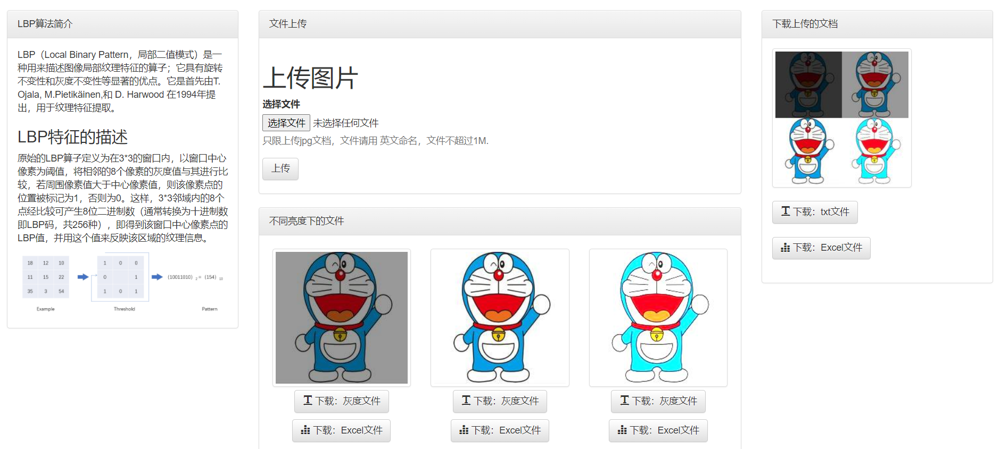 LBP算法简介
LBP（Local Binary Pattern，局部二值模式）是一
种用来描述图像局部纹理特征的算子；它具有旋转
不变性和灰度不变性等显著的优点。它是首先由T.
Ojala, M.Pietikäinen,和 D. Harwood 在1994年提
出，用于纹理特征提取。
LBP特征的描述
原始的LBP算子定义为在3*3的窗口内，以窗口中心
像素为阈值，将相邻的8个像素的灰度值与其进行比
较，若周围像素值大于中心像素值，则该像素点的
位置被标记为1，否则为0。这样，3*3邻域内的8个
点经比较可产生8位二进制数（通常转换为十进制数
即LBP码，共256种），即得到该窗口中心像素点的
LBP值，并用这个值来反映该区域的纹理信息。
18 12 10
11 15 22
35 3 54
Example
1 0 0
0 1
1 0 1
Threshold
(10011010) 2 = (154) 10
Pattern
文件上传
上传图片
选择文件
选择文件 未选择任何文件
只限上传jpg文档，文件请用 英文命名，文件不超过1M.
上传
不同亮度下的文件
下载：灰度文件 下载：灰度文件 下载：灰度文件
下载：Excel文件 下载：Excel文件 下载：Excel文件
下载上传的文档
下载：txt文件
下载：Excel文件